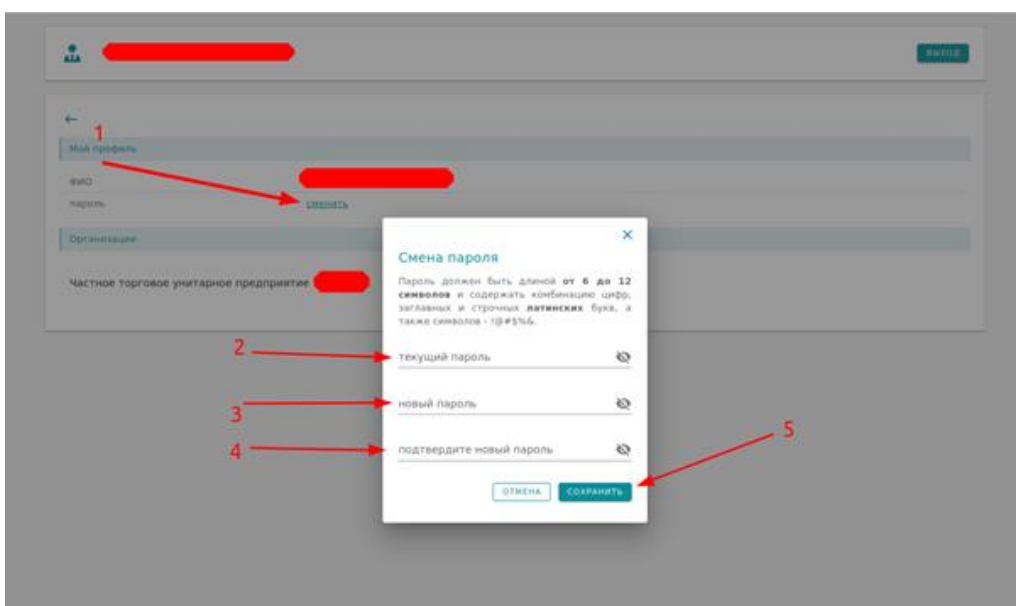 ВЫХОД
1
Мой профиль
ФИО
пароль сменить
Организации
Частное торговое унитарное предприятие
Смена пароля
Пароль должен быть длиной от 6 до 12
символов и содержать комбинацию цифр,
заглавных и строчных латинских букв, а
также символов - !@#$%&.
2 текущий пароль
3 новый пароль
4 подтвердите новый пароль
5
ОТМЕНА СОХРАНИТЬ